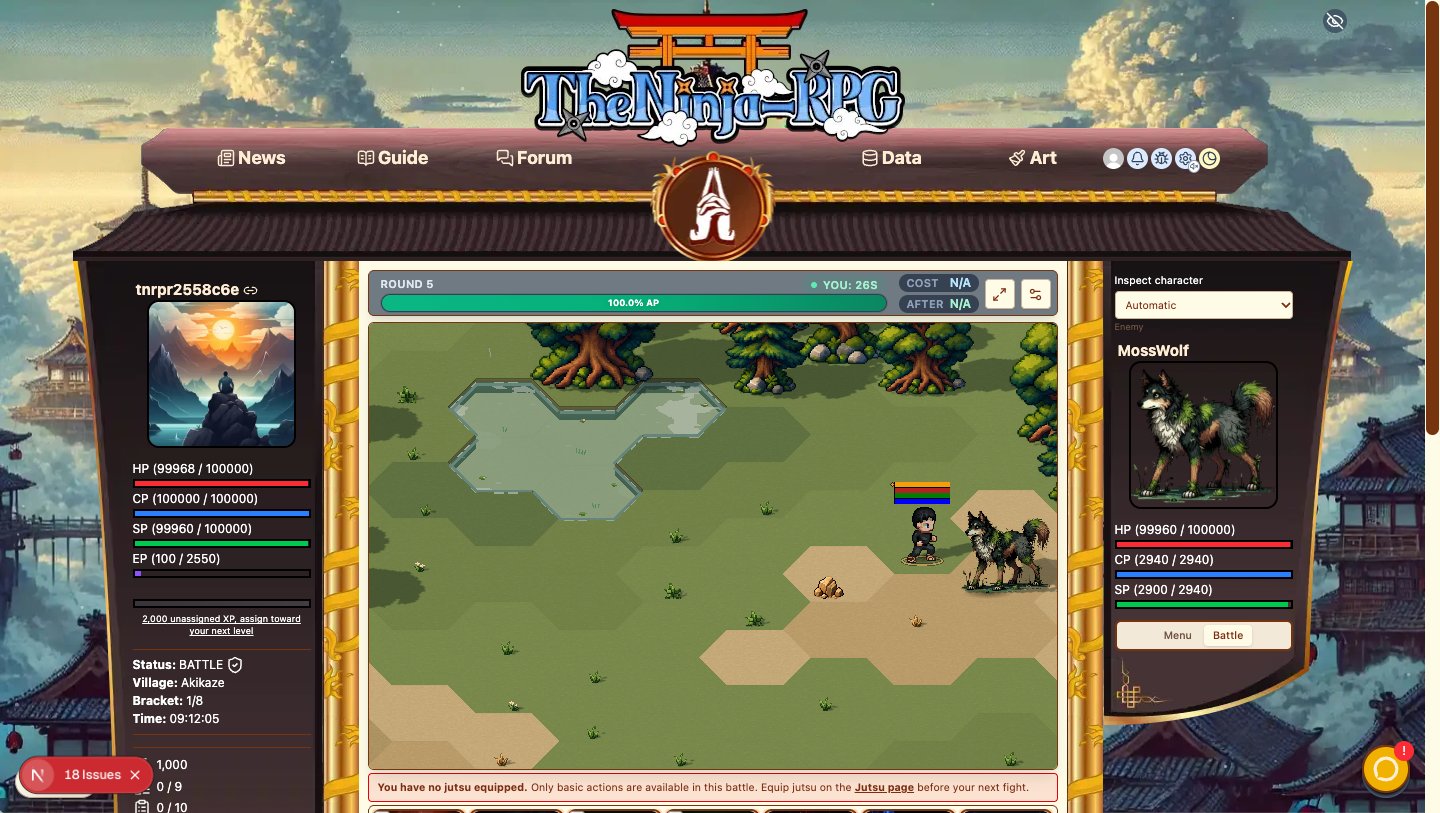 TheNinja-RPG
News
Guide
Forum
Data
Art
tnrpr2558c6e
HP (99968 / 100000)
CP (100000 / 100000)
SP (99960 / 100000)
EP (100 / 2550)
2,000 unassigned XP, assign toward
your next level
Status: BATTLE
Village: Akikaze
Bracket: 1/8
Time: 09:12:05
1,000
0 / 9
0 / 10
N
18 Issues
ROUND 5
YOU: 26S
100.0% AP
COST N/A
AFTER N/A
You have no jutsu equipped. Only basic actions are available in this battle. Equip jutsu on the Jutsu page before your next fight.
Inspect character
Automatic
Enemy
MossWolf
HP (99960 / 100000)
CP (2940 / 2940)
SP (2900 / 2940)
Menu
Battle
!